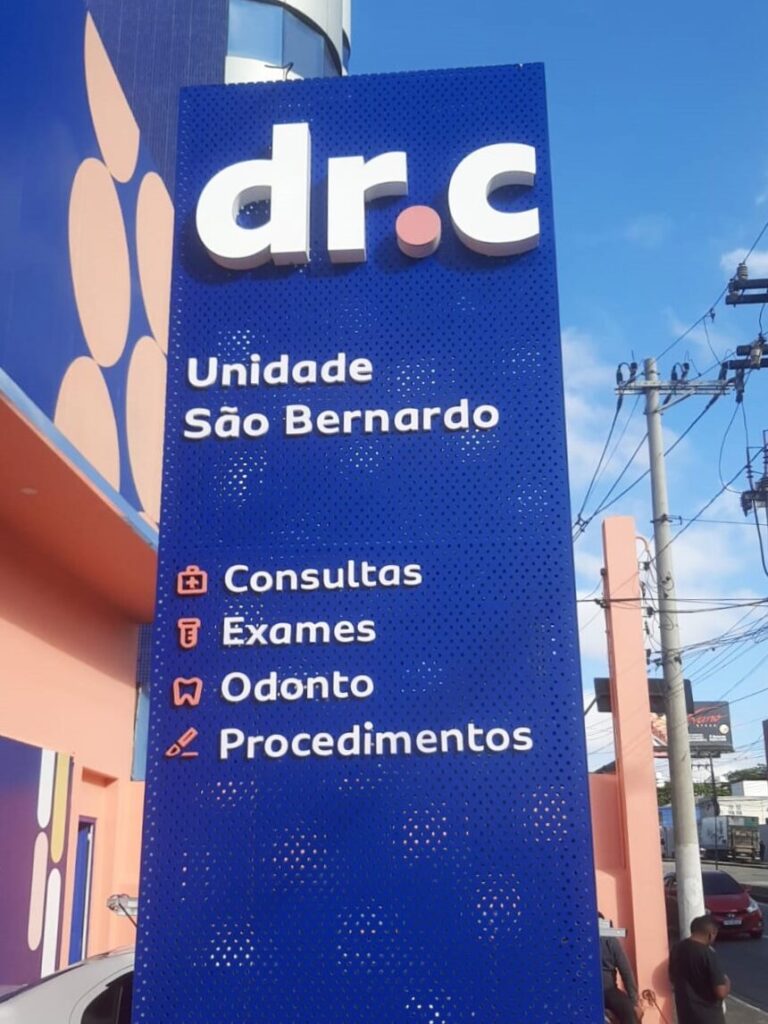 dr.c
Unidade
São Bernardo
Consultas
Exames
Odonto
Procedimentos